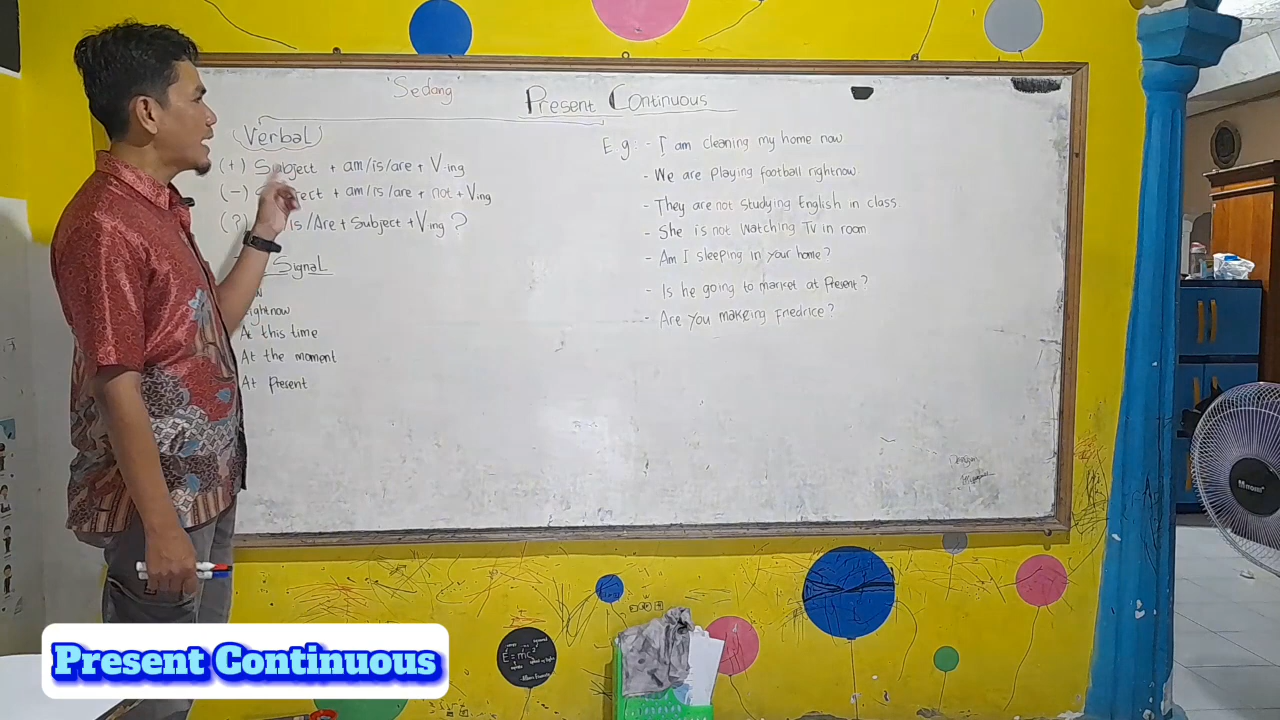 'Sedang'
Present Continuous
Verbal
(+) Subject + am/is/are + V-ing
(-) Subject + am/is/are + not + Ving
(?) is/Are + Subject + Ving ?
Signal
Rightnow
At this time
At the moment
At Present
E g : - I am cleaning my home now
- We are playing football rightnow
- They are not studying English in class
- She is not watching TV in room
- Am I sleeping in your home?
- Is he going to market at present?
- Are you makeing friedrice?
E=mc²
Present Continuous